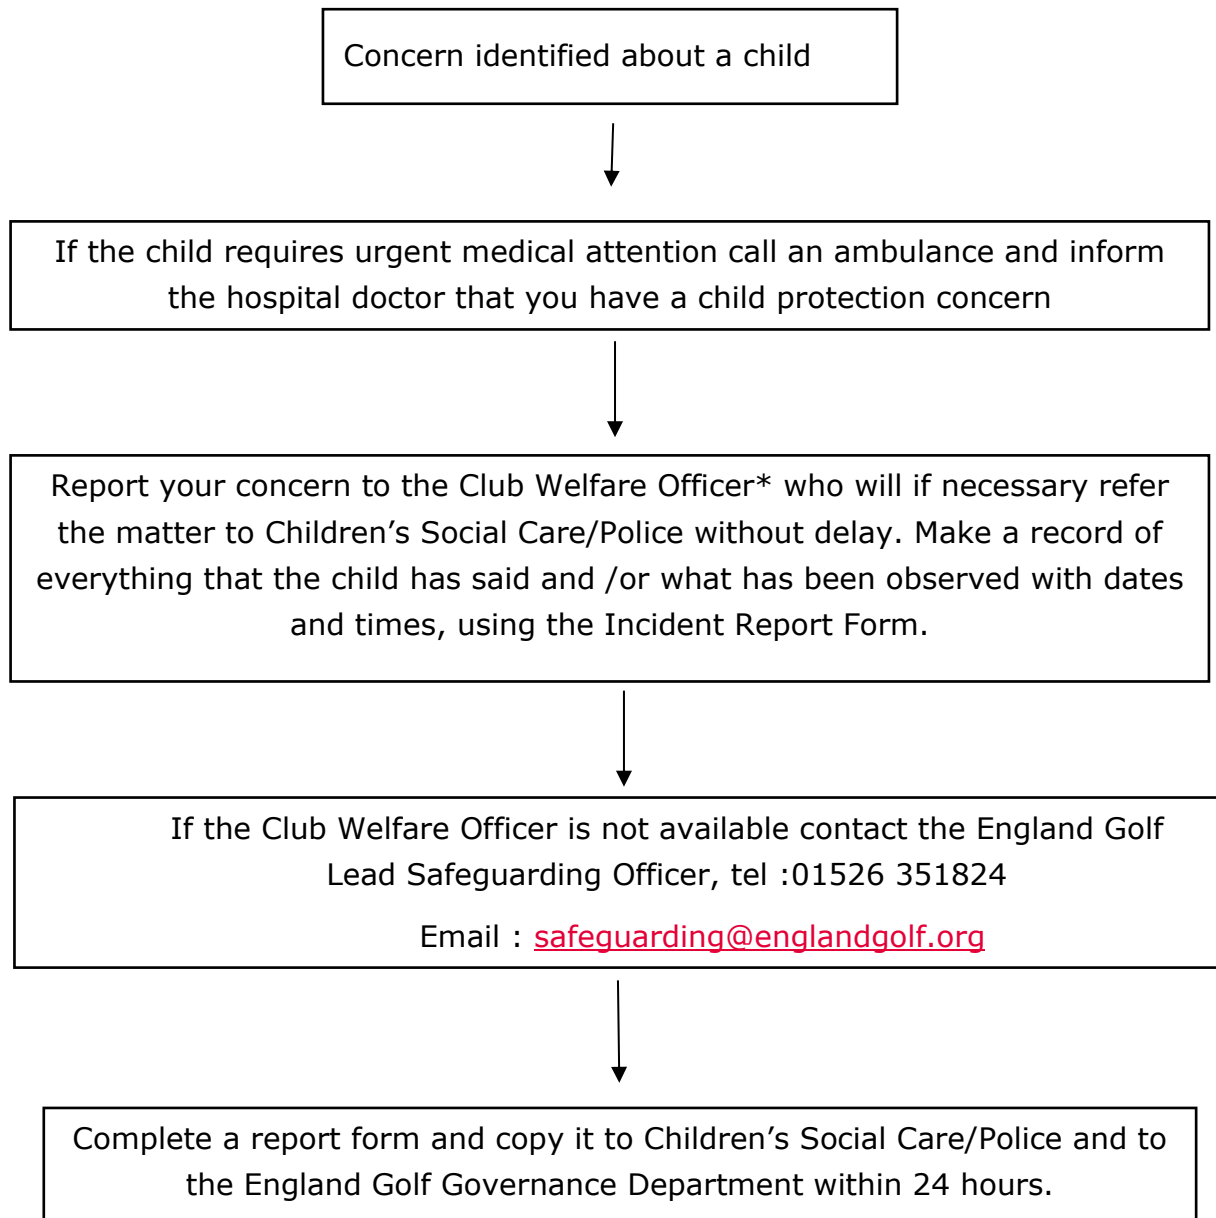 Concern identified about a child
If the child requires urgent medical attention call an ambulance and inform
the hospital doctor that you have a child protection concern
Report your concern to the Club Welfare Officer* who will if necessary refer
the matter to Children’s Social Care/Police without delay. Make a record of
everything that the child has said and /or what has been observed with dates
and times, using the Incident Report Form.
If the Club Welfare Officer is not available contact the England Golf
Lead Safeguarding Officer, tel :01526 351824
Email : safeguarding@englandgolf.org
Complete a report form and copy it to Children’s Social Care/Police and to
the England Golf Governance Department within 24 hours.